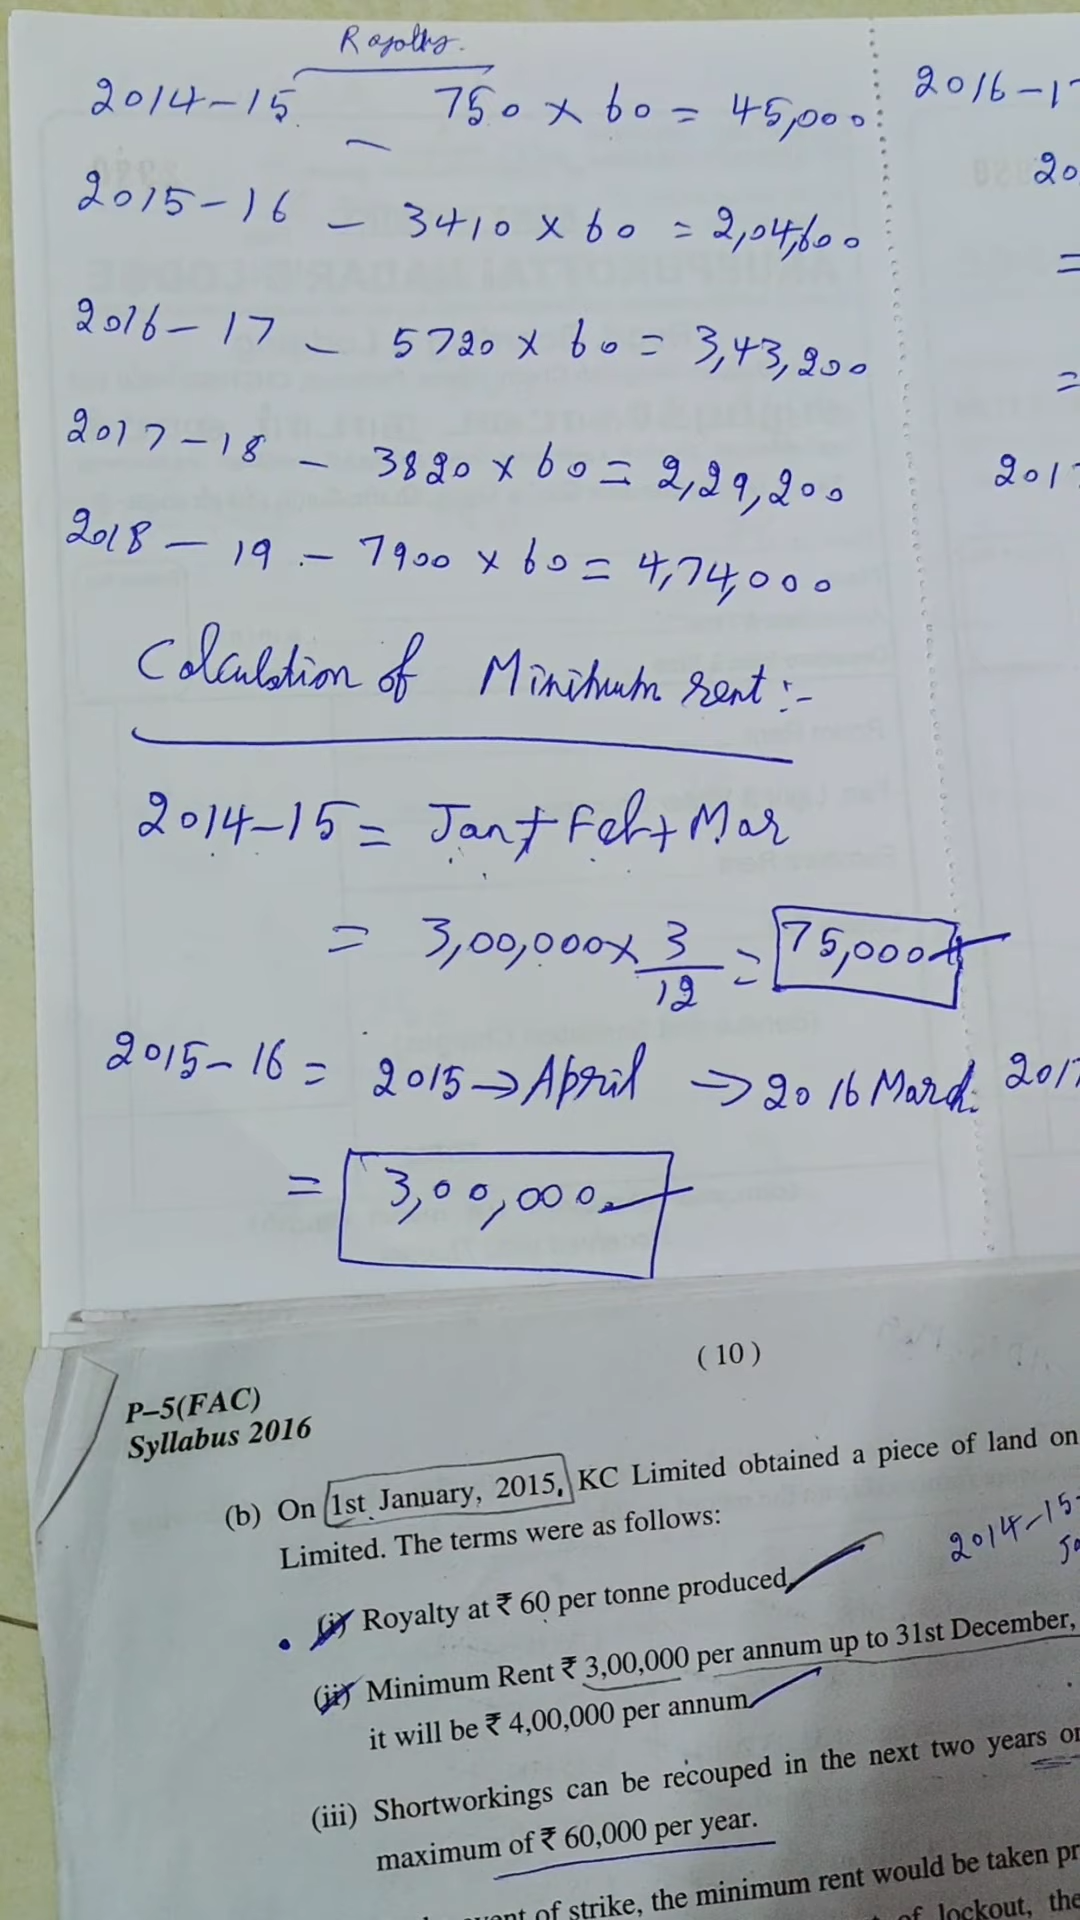 Royalty.
2014-15 - 750 x 60 = 45,000
2015-16 - 3410 x 60 = 2,04,600
2016-17 - 5720 x 60 = 3,43,200
2017-18 - 3820 x 60 = 2,29,200
2018-19 - 7900 x 60 = 4,74,000
Calculation of Minimum rent :-
2014-15 = Jan + Feb + Mar
= 3,00,000 x 3/12 = 75,000
2015-16 = 2015 → April → 2016 March.
= 3,00,000
2016-17
20
=
=
201
2017
( 10 )
P–5(FAC)
Syllabus 2016
(b) On 1st January, 2015, KC Limited obtained a piece of land on
Limited. The terms were as follows:
2014-15-
(i) Royalty at ₹ 60 per tonne produced
(ii) Minimum Rent ₹ 3,00,000 per annum up to 31st December,
it will be ₹ 4,00,000 per annum
(iii) Shortworkings can be recouped in the next two years
maximum of ₹ 60,000 per year.
of strike, the minimum rent would be taken
of lockout, the